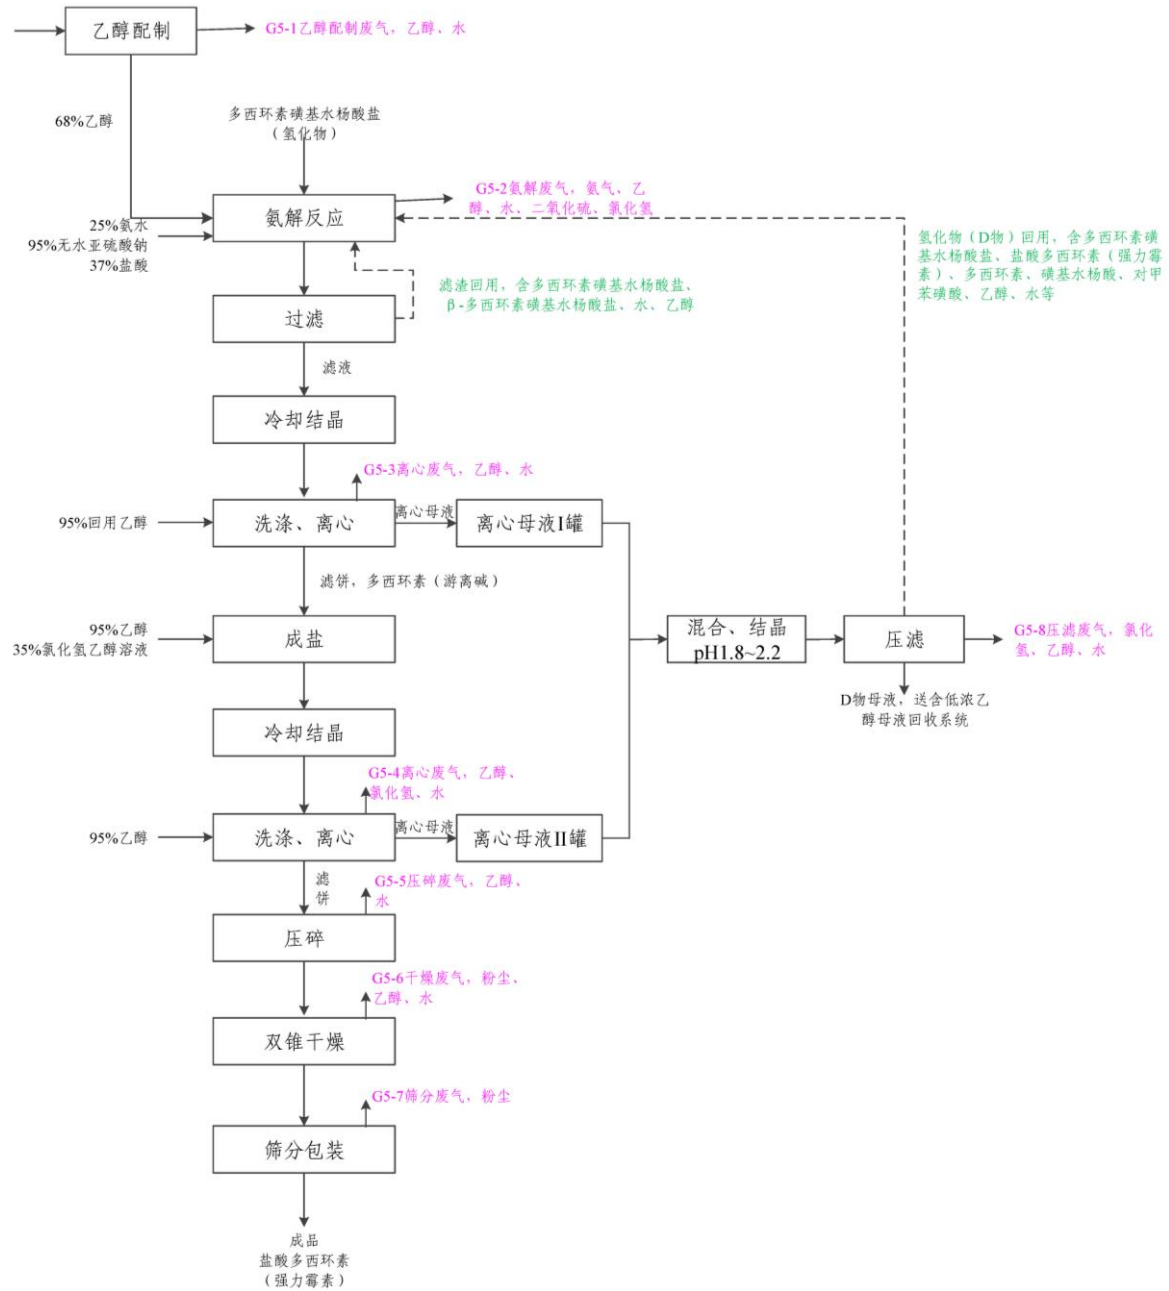 乙醇配制
G5-1乙醇配制废气，乙醇、水
68%乙醇
多西环素磺基水杨酸盐
（氢化物）
G5-2氨解废气，氨气、乙
醇、水、二氧化硫、氯化氢
氨解反应
25%氨水
95%无水亚硫酸钠
37%盐酸
氢化物（D物）回用，含多西环素磺
基水杨酸盐、盐酸多西环素（强力霉
素）、多西环素、磺基水杨酸、对甲
苯磺酸、乙醇、水等
滤渣回用，含多西环素磺基水杨酸盐、
β-多西环素磺基水杨酸盐、水、乙醇
过滤
滤液
冷却结晶
G5-3离心废气，乙醇、水
95%回用乙醇
洗涤、离心
离心母液
离心母液I罐
滤饼，多西环素（游离碱）
95%乙醇
35%氯化氢乙醇溶液
成盐
混合、结晶
pH1.8~2.2
压滤
G5-8压滤废气，氯化
氢、乙醇、水
D物母液，送含低浓乙
醇母液回收系统
冷却结晶
G5-4离心废气，乙醇、
氯化氢、水
95%乙醇
洗涤、离心
离心母液
离心母液II罐
滤
饼
G5-5压碎废气，乙醇、
水
压碎
G5-6干燥废气，粉尘、
乙醇、水
双锥干燥
G5-7筛分废气，粉尘
筛分包装
成品
盐酸多西环素
（强力霉素）